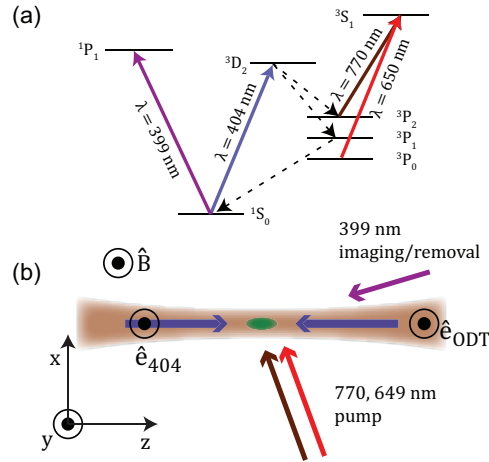 (a)
³S₁
¹P₁
³D₂
λ = 399 nm
λ = 404 nm
λ = 770 nm
λ = 650 nm
³P₂
³P₁
³P₀
¹S₀
(b)
B̂
399 nm
imaging/removal
ê₄₀₄
ê_ODT
x
y
z
770, 649 nm
pump